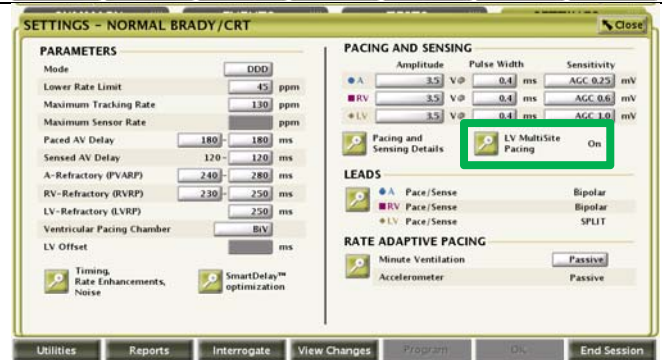 SETTINGS - NORMAL BRADY/CRT
Close
PARAMETERS
Mode DDD
Lower Rate Limit 45 ppm
Maximum Tracking Rate 130 ppm
Maximum Sensor Rate ppm
Paced AV Delay 180 - 180 ms
Sensed AV Delay 120 - 120 ms
A-Refractory (PVARP) 240 - 280 ms
RV-Refractory (RVRP) 230 - 250 ms
LV-Refractory (LVRP) 250 ms
Ventricular Pacing Chamber BiV
LV Offset ms
Timing,
Rate Enhancements,
Noise
SmartDelay™
optimization
PACING AND SENSING
Amplitude Pulse Width Sensitivity
A 3.5 V@ 0.4 ms AGC 0.25 mV
RV 3.5 V@ 0.4 ms AGC 0.6 mV
LV 3.5 V@ 0.4 ms AGC 1.0 mV
Pacing and
Sensing Details
LV MultiSite
Pacing On
LEADS
A Pace/Sense Bipolar
RV Pace/Sense Bipolar
LV Pace/Sense SPLIT
RATE ADAPTIVE PACING
Minute Ventilation Passive
Accelerometer Passive
Utilities Reports Interrogate View Changes Program End Session